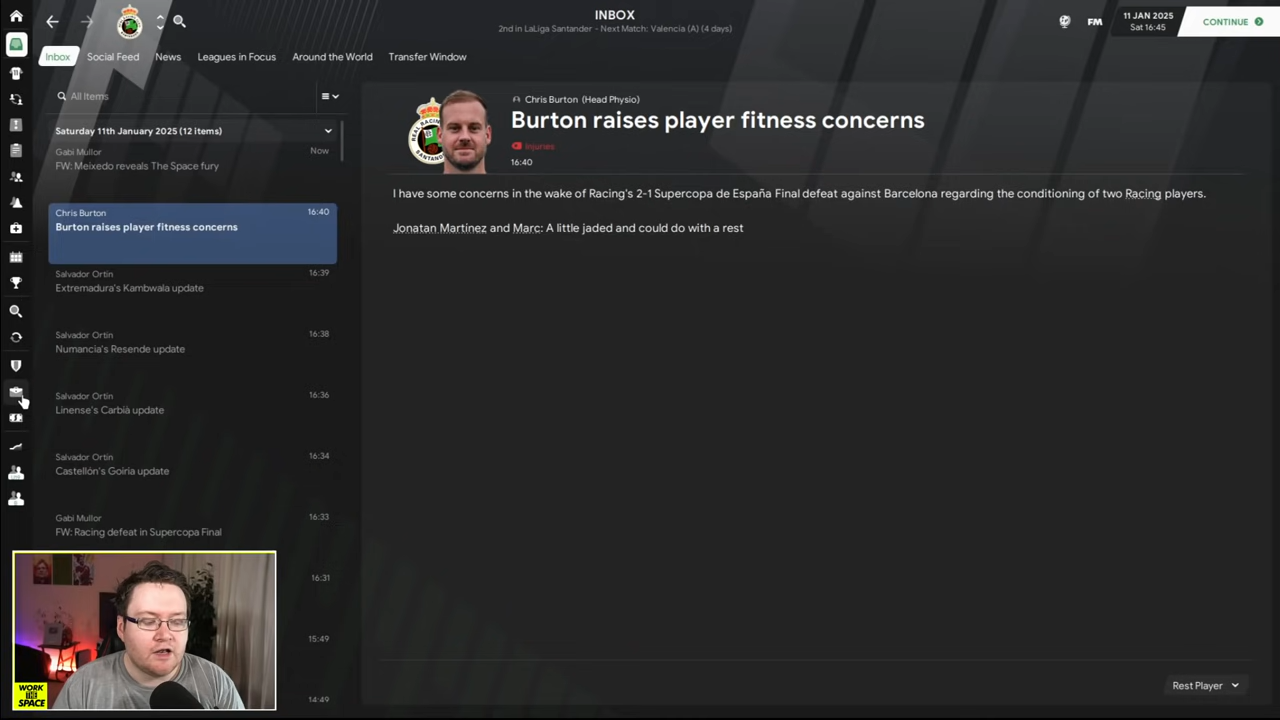 INBOX
2nd in LaLiga Santander - Next Match: Valencia (A) (4 days)
FM
11 JAN 2025
Sat 16:45
CONTINUE
Inbox
Social Feed
News
Leagues in Focus
Around the World
Transfer Window
All Items
Saturday 11th January 2025 (12 items)
Gabi Mullor
Now
FW: Meixedo reveals The Space fury
Chris Burton
16:40
Burton raises player fitness concerns
Salvador Ortín
16:39
Extremadura's Kambwala update
Salvador Ortín
16:38
Numancia's Resende update
Salvador Ortín
16:36
Linense's Carbià update
Salvador Ortín
16:34
Castellón's Goiria update
Gabi Mullor
16:33
FW: Racing defeat in Supercopa Final
16:31
15:49
14:49
Chris Burton (Head Physio)
Burton raises player fitness concerns
Injuries
16:40
I have some concerns in the wake of Racing's 2-1 Supercopa de España Final defeat against Barcelona regarding the conditioning of two Racing players.
Jonatan Martínez and Marc: A little jaded and could do with a rest
Rest Player
WORK
THE
SPACE